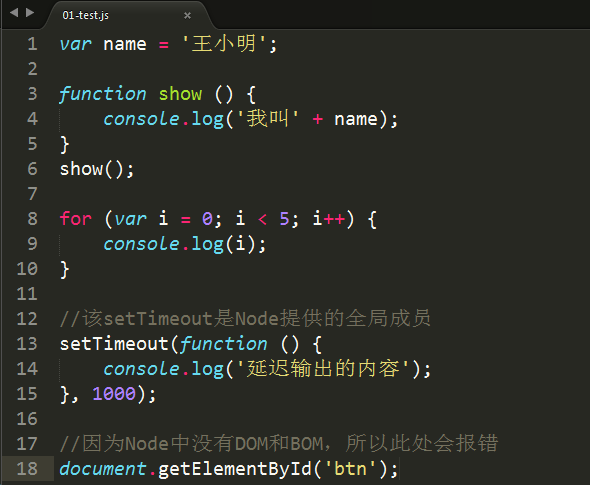 01-test.js
1 var name = '王小明';
2
3 function show () {
4     console.log('我叫' + name);
5 }
6 show();
7
8 for (var i = 0; i < 5; i++) {
9     console.log(i);
10 }
11
12 //该setTimeout是Node提供的全局成员
13 setTimeout(function () {
14     console.log('延迟输出的内容');
15 }, 1000);
16
17 //因为Node中没有DOM和BOM，所以此处会报错
18 document.getElementById('btn');